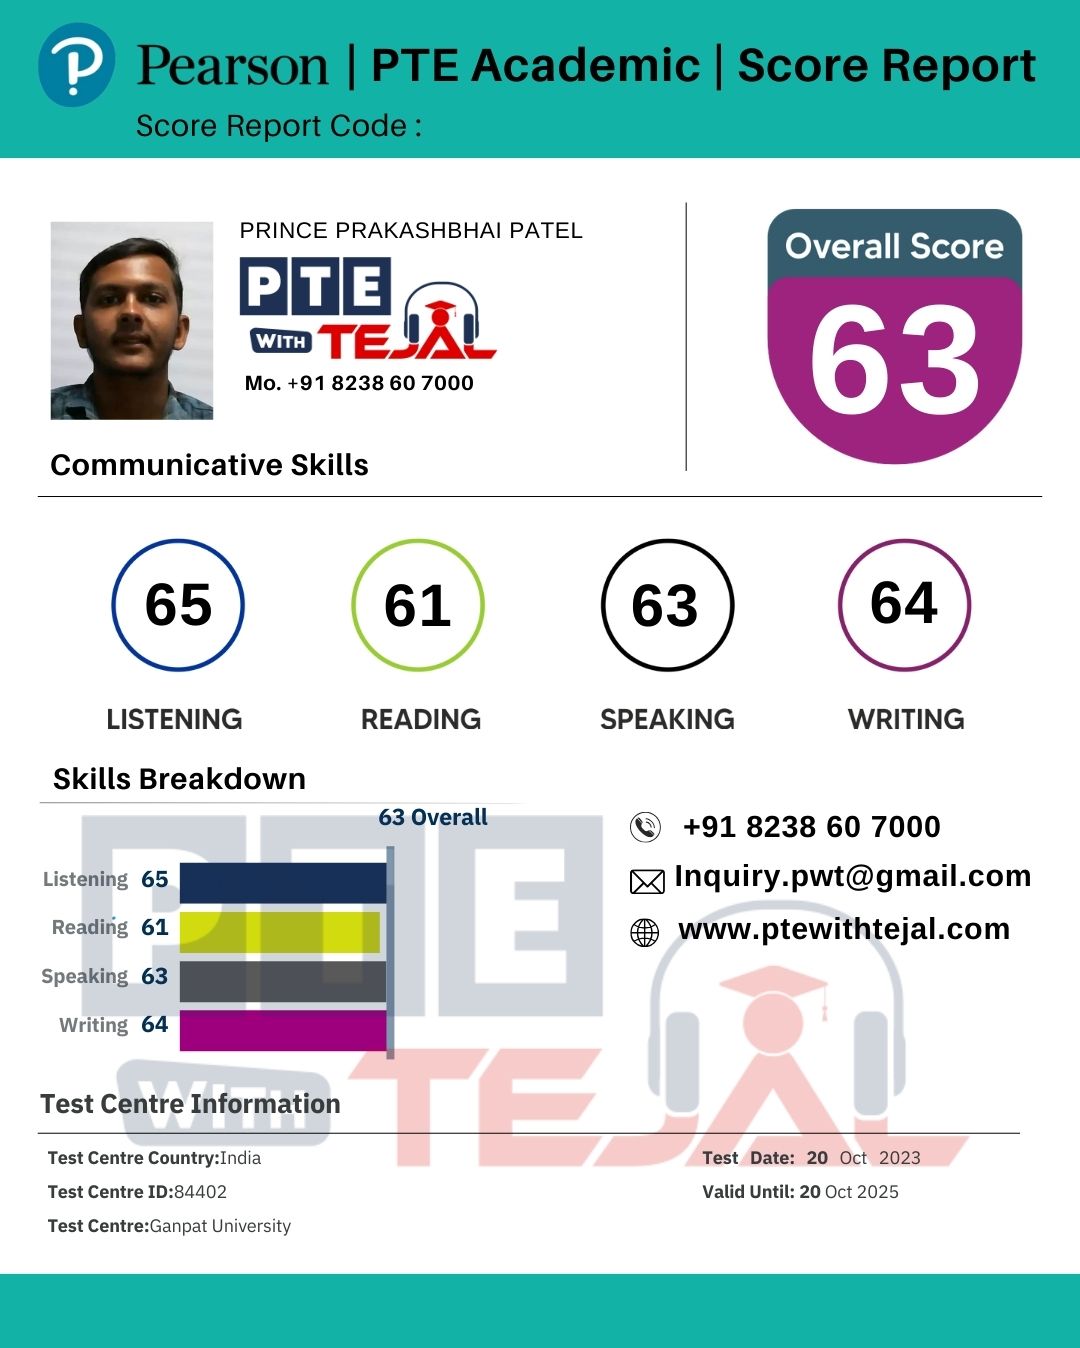 Pearson | PTE Academic | Score Report
Score Report Code :
PRINCE PRAKASHBHAI PATEL
PTE
WITH TEJAL
Mo. +91 8238 60 7000
Overall Score
63
Communicative Skills
65 61 63 64
LISTENING READING SPEAKING WRITING
Skills Breakdown
63 Overall
Listening 65
Reading 61
Speaking 63
Writing 64
+91 8238 60 7000
Inquiry.pwt@gmail.com
www.ptewithtejal.com
PTE
WITH TEJAL
Test Centre Information
Test Centre Country:India
Test Centre ID:84402
Test Centre:Ganpat University
Test Date: 20 Oct 2023
Valid Until: 20 Oct 2025